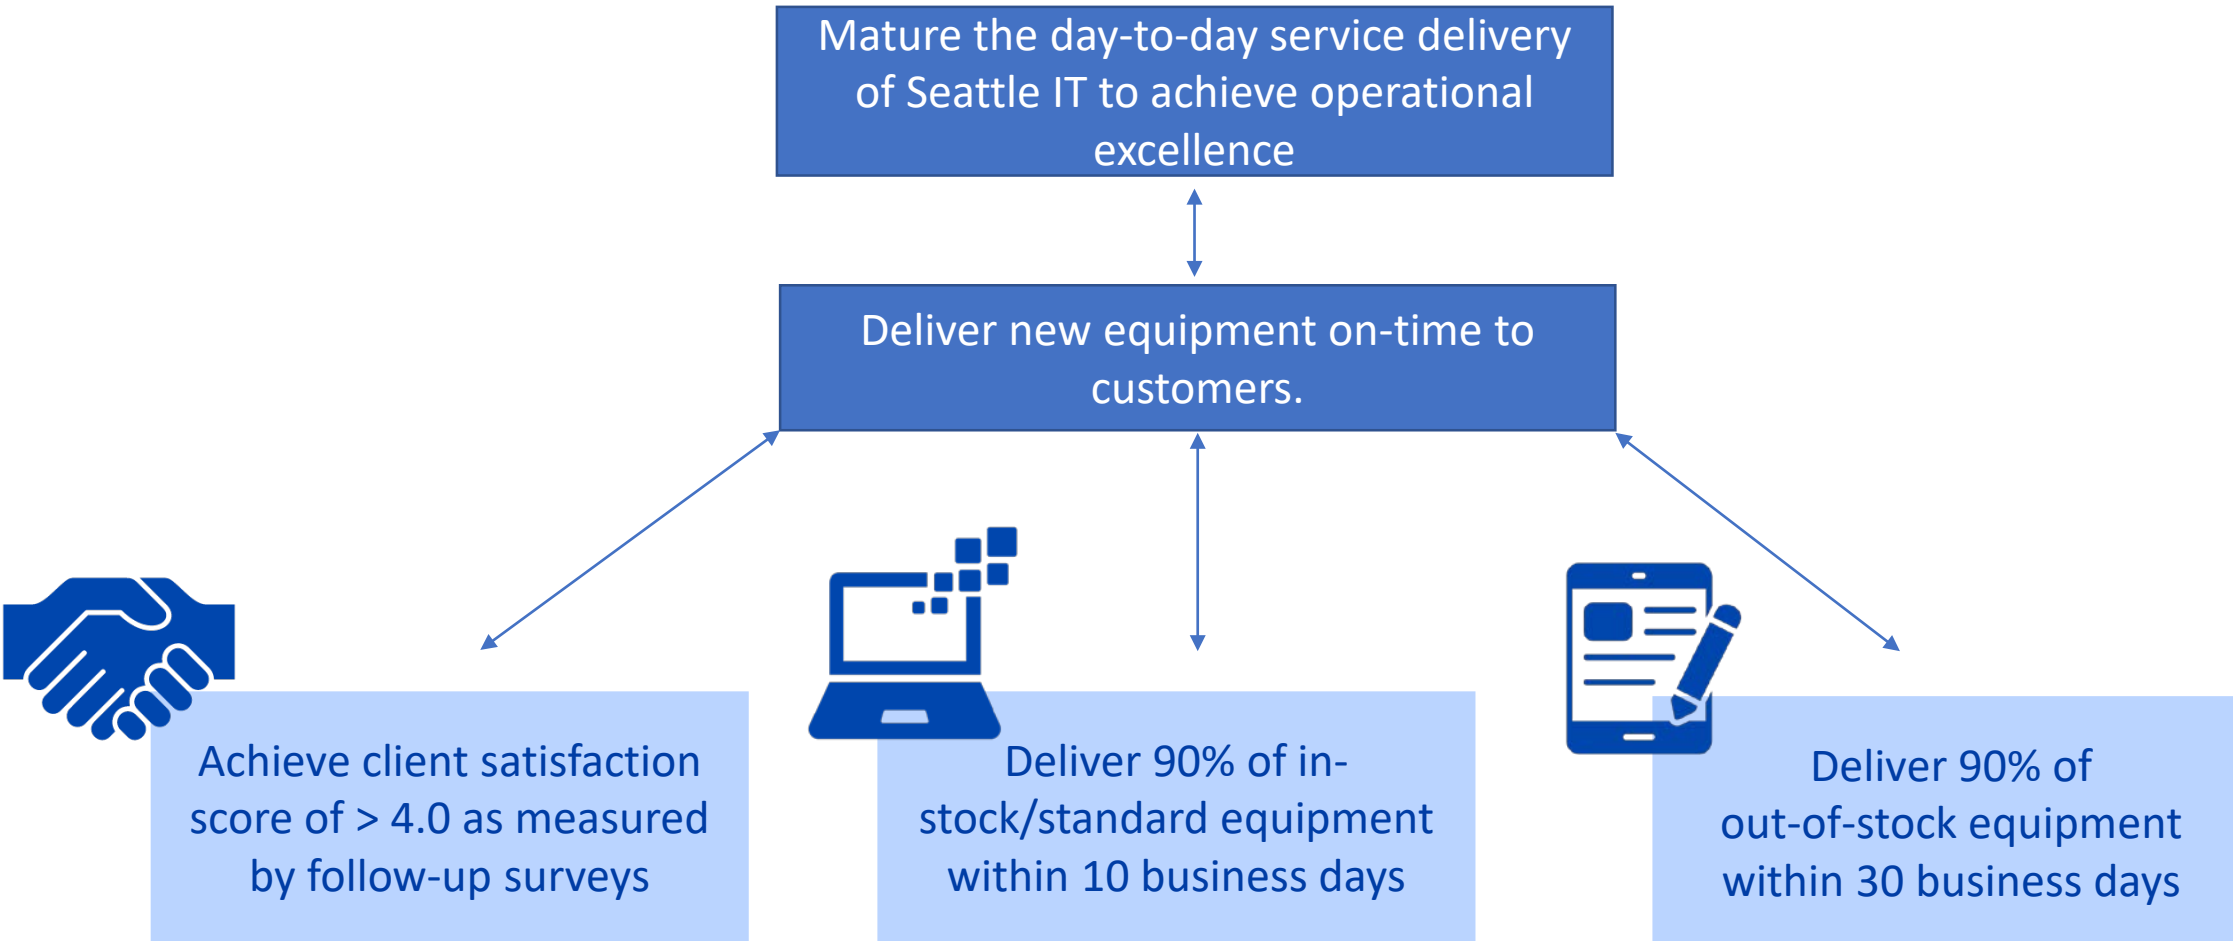 Mature the day-to-day service delivery
of Seattle IT to achieve operational
excellence
Deliver new equipment on-time to
customers.
Achieve client satisfaction
score of > 4.0 as measured
by follow-up surveys
Deliver 90% of in-
stock/standard equipment
within 10 business days
Deliver 90% of
out-of-stock equipment
within 30 business days